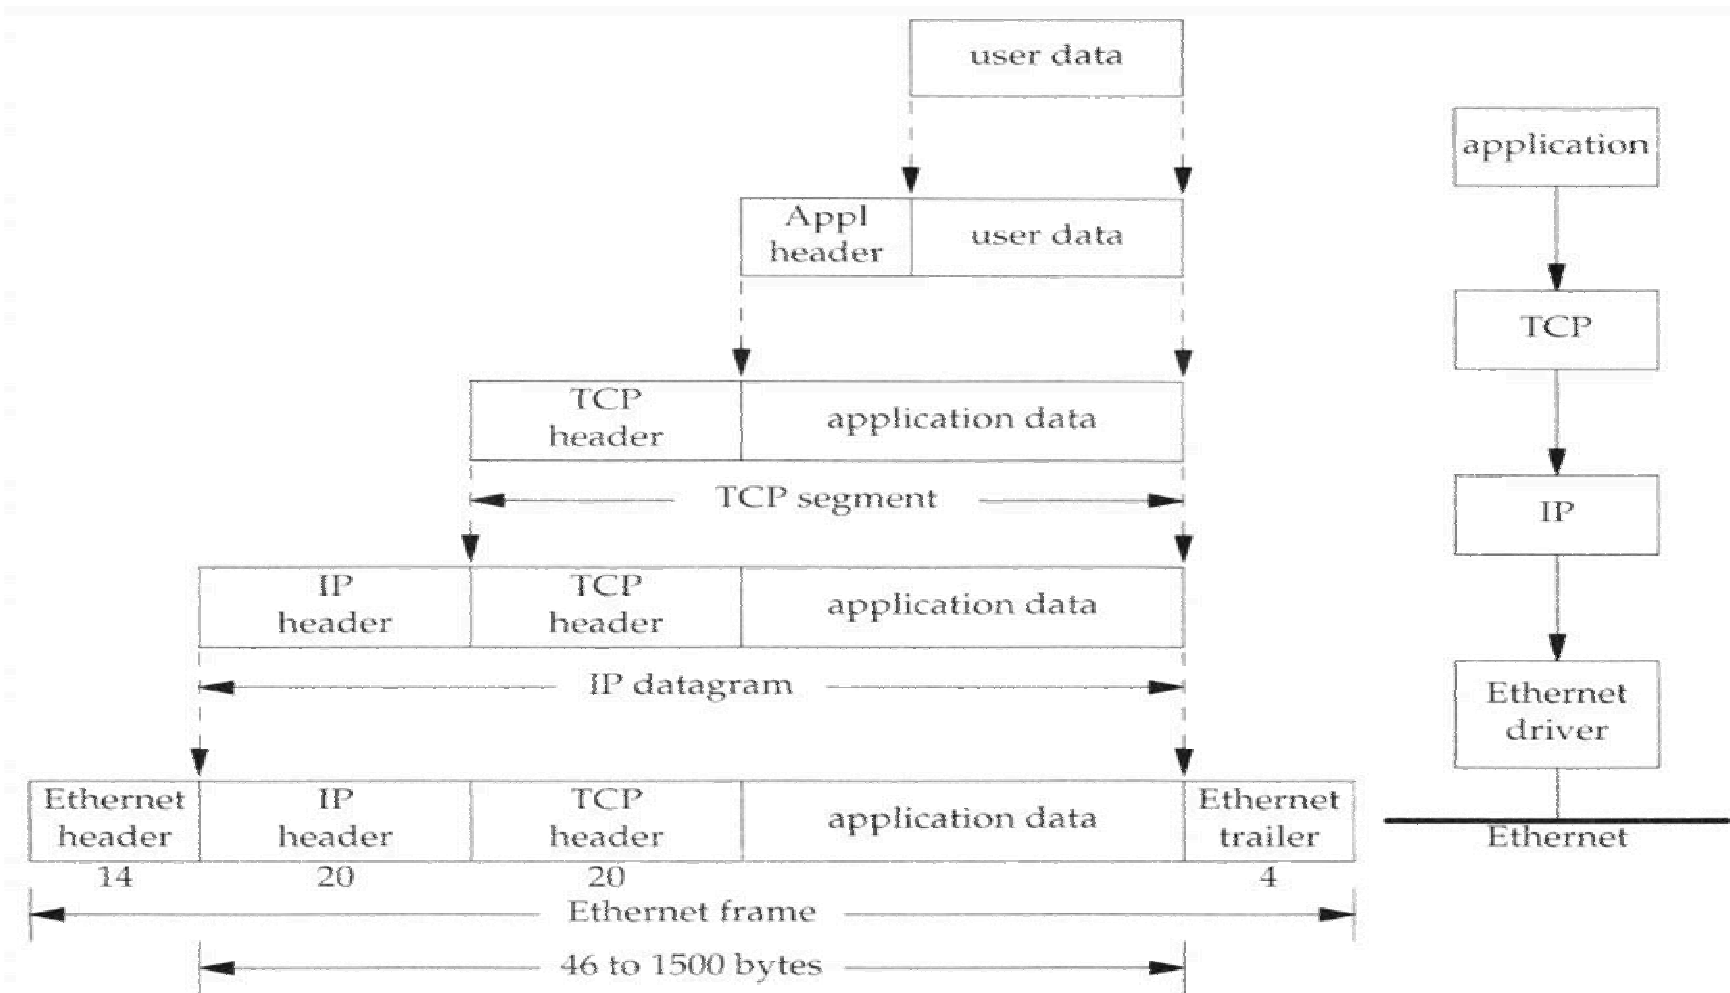 user data
application
Appl
header
user data
TCP
TCP
header
application data
TCP segment
IP
IP
header
TCP
header
application data
IP datagram
Ethernet
driver
Ethernet
header
IP
header
TCP
header
application data
Ethernet
trailer
Ethernet
14
20
20
4
Ethernet frame
46 to 1500 bytes